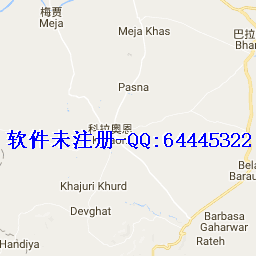 梅贾
Meja
Meja Khas
巴拉
Bhar
Pasna
科拉奧恩
软件未注册 QQ:64445322
Bela
Barau
Khajuri Khurd
Devghat
Barbasa
Gaharwar
Handiya
Rateh